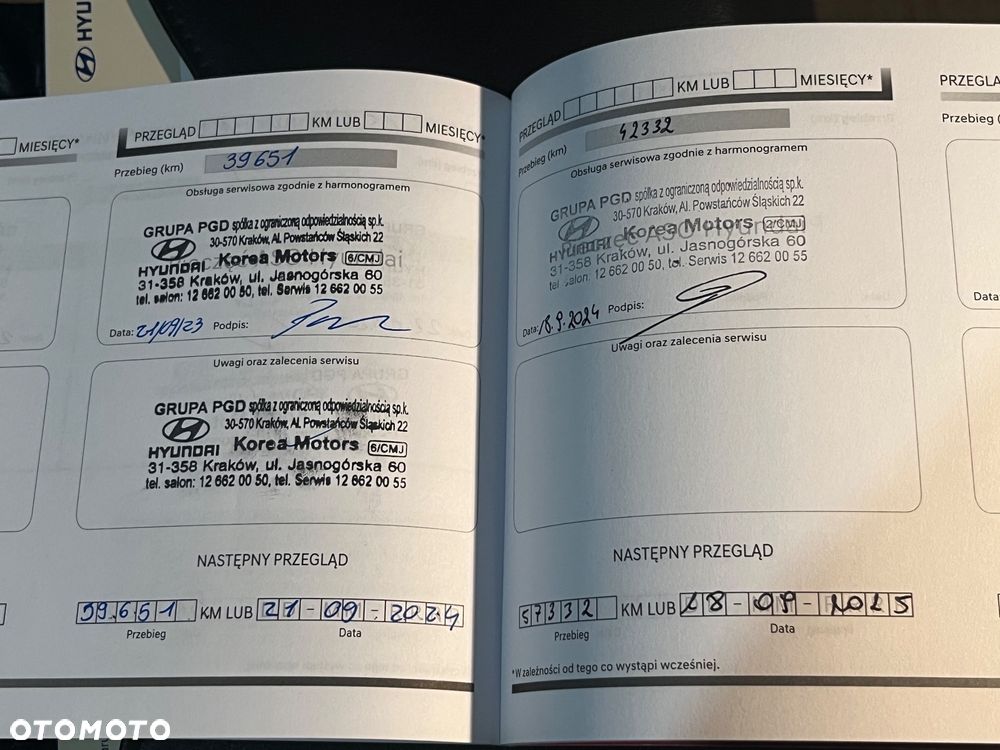 HYU
MIESIĘCY*
PRZEGLĄD KM LUB MIESIĘCY*
Przebieg (km) 39651
Obsługa serwisowa zgodnie z harmonogramem
GRUPA PGD spółka z ograniczoną odpowiedzialnością sp.k.
30-570 Kraków, Al. Powstańców Śląskich 22
HYUNDAI Korea Motors 6/CMJ
31-358 Kraków, ul. Jasnogórska 60
tel. salon: 12 662 00 50, tel. Serwis 12 662 00 55
Data: 21/09/23 Podpis:
Uwagi oraz zalecenia serwisu
GRUPA PGD spółka z ograniczoną odpowiedzialnością sp.k.
30-570 Kraków, Al. Powstańców Śląskich 22
HYUNDAI Korea Motors 6/CMJ
31-358 Kraków, ul. Jasnogórska 60
tel. salon: 12 662 00 50, tel. Serwis 12 662 00 55
NASTĘPNY PRZEGLĄD
59.651 KM LUB 21-09-2024
Przebieg Data
PRZEGLĄD KM LUB MIESIĘCY*
Przebieg (km) 42332
Obsługa serwisowa zgodnie z harmonogramem
GRUPA PGD spółka z ograniczoną odpowiedzialnością sp.k.
30-570 Kraków, Al. Powstańców Śląskich 22
HYUNDAI Korea Motors 2/CMJ
31-358 Kraków, ul. Jasnogórska 60
tel. salon: 12 662 00 50, tel. Serwis 12 662 00 55
Data: 18.9.2024 Podpis:
Uwagi oraz zalecenia serwisu
NASTĘPNY PRZEGLĄD
57332 KM LUB 18-09-2025
Przebieg Data
*W zależności od tego co wystąpi wcześniej.
PRZEGLA
Przebieg (
Data
OTOMOTO